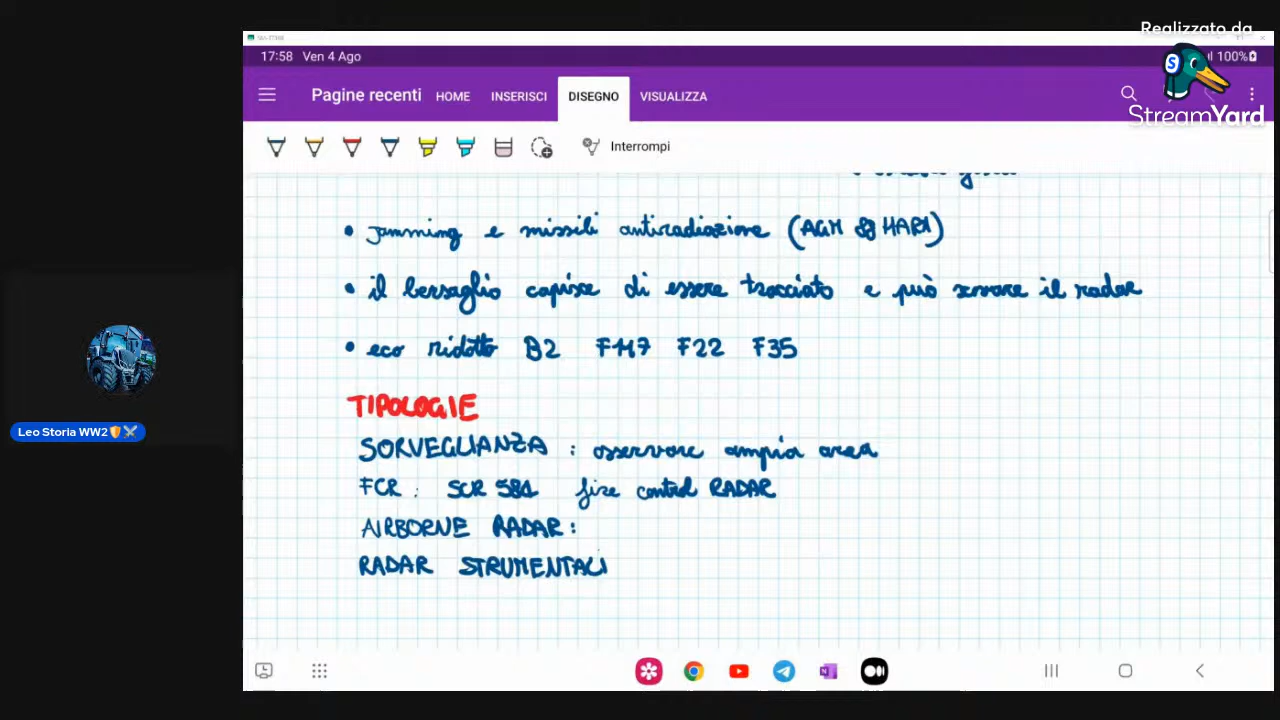 Realizzato da
17:58 Ven 4 Ago
100%
Pagine recenti HOME INSERISCI DISEGNO VISUALIZZA
StreamYard
Interrompi
• jamming e missili antiradiazione (AGM 88 HARM)
• il bersaglio capisce di essere tracciato e può
il radar
• eco ridotto B2 F117 F22 F35
TIPOLOGIE
SORVEGLIANZA : osservare ampia area
FCR : SCR 584 fire control RADAR
AIRBORNE RADAR :
RADAR STRUMENTALI
Leo Storia WW2🛡️⚔️